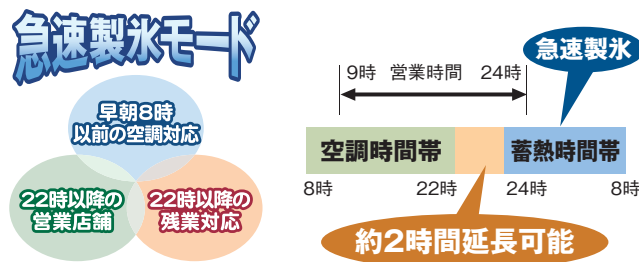 急速製氷モード
早朝8時
以前の空調対応
22時以降の
営業店舗
22時以降の
残業対応
急速製氷
9時 営業時間 24時
空調時間帯 蓄熱時間帯
8時 22時 24時 8時
約2時間延長可能